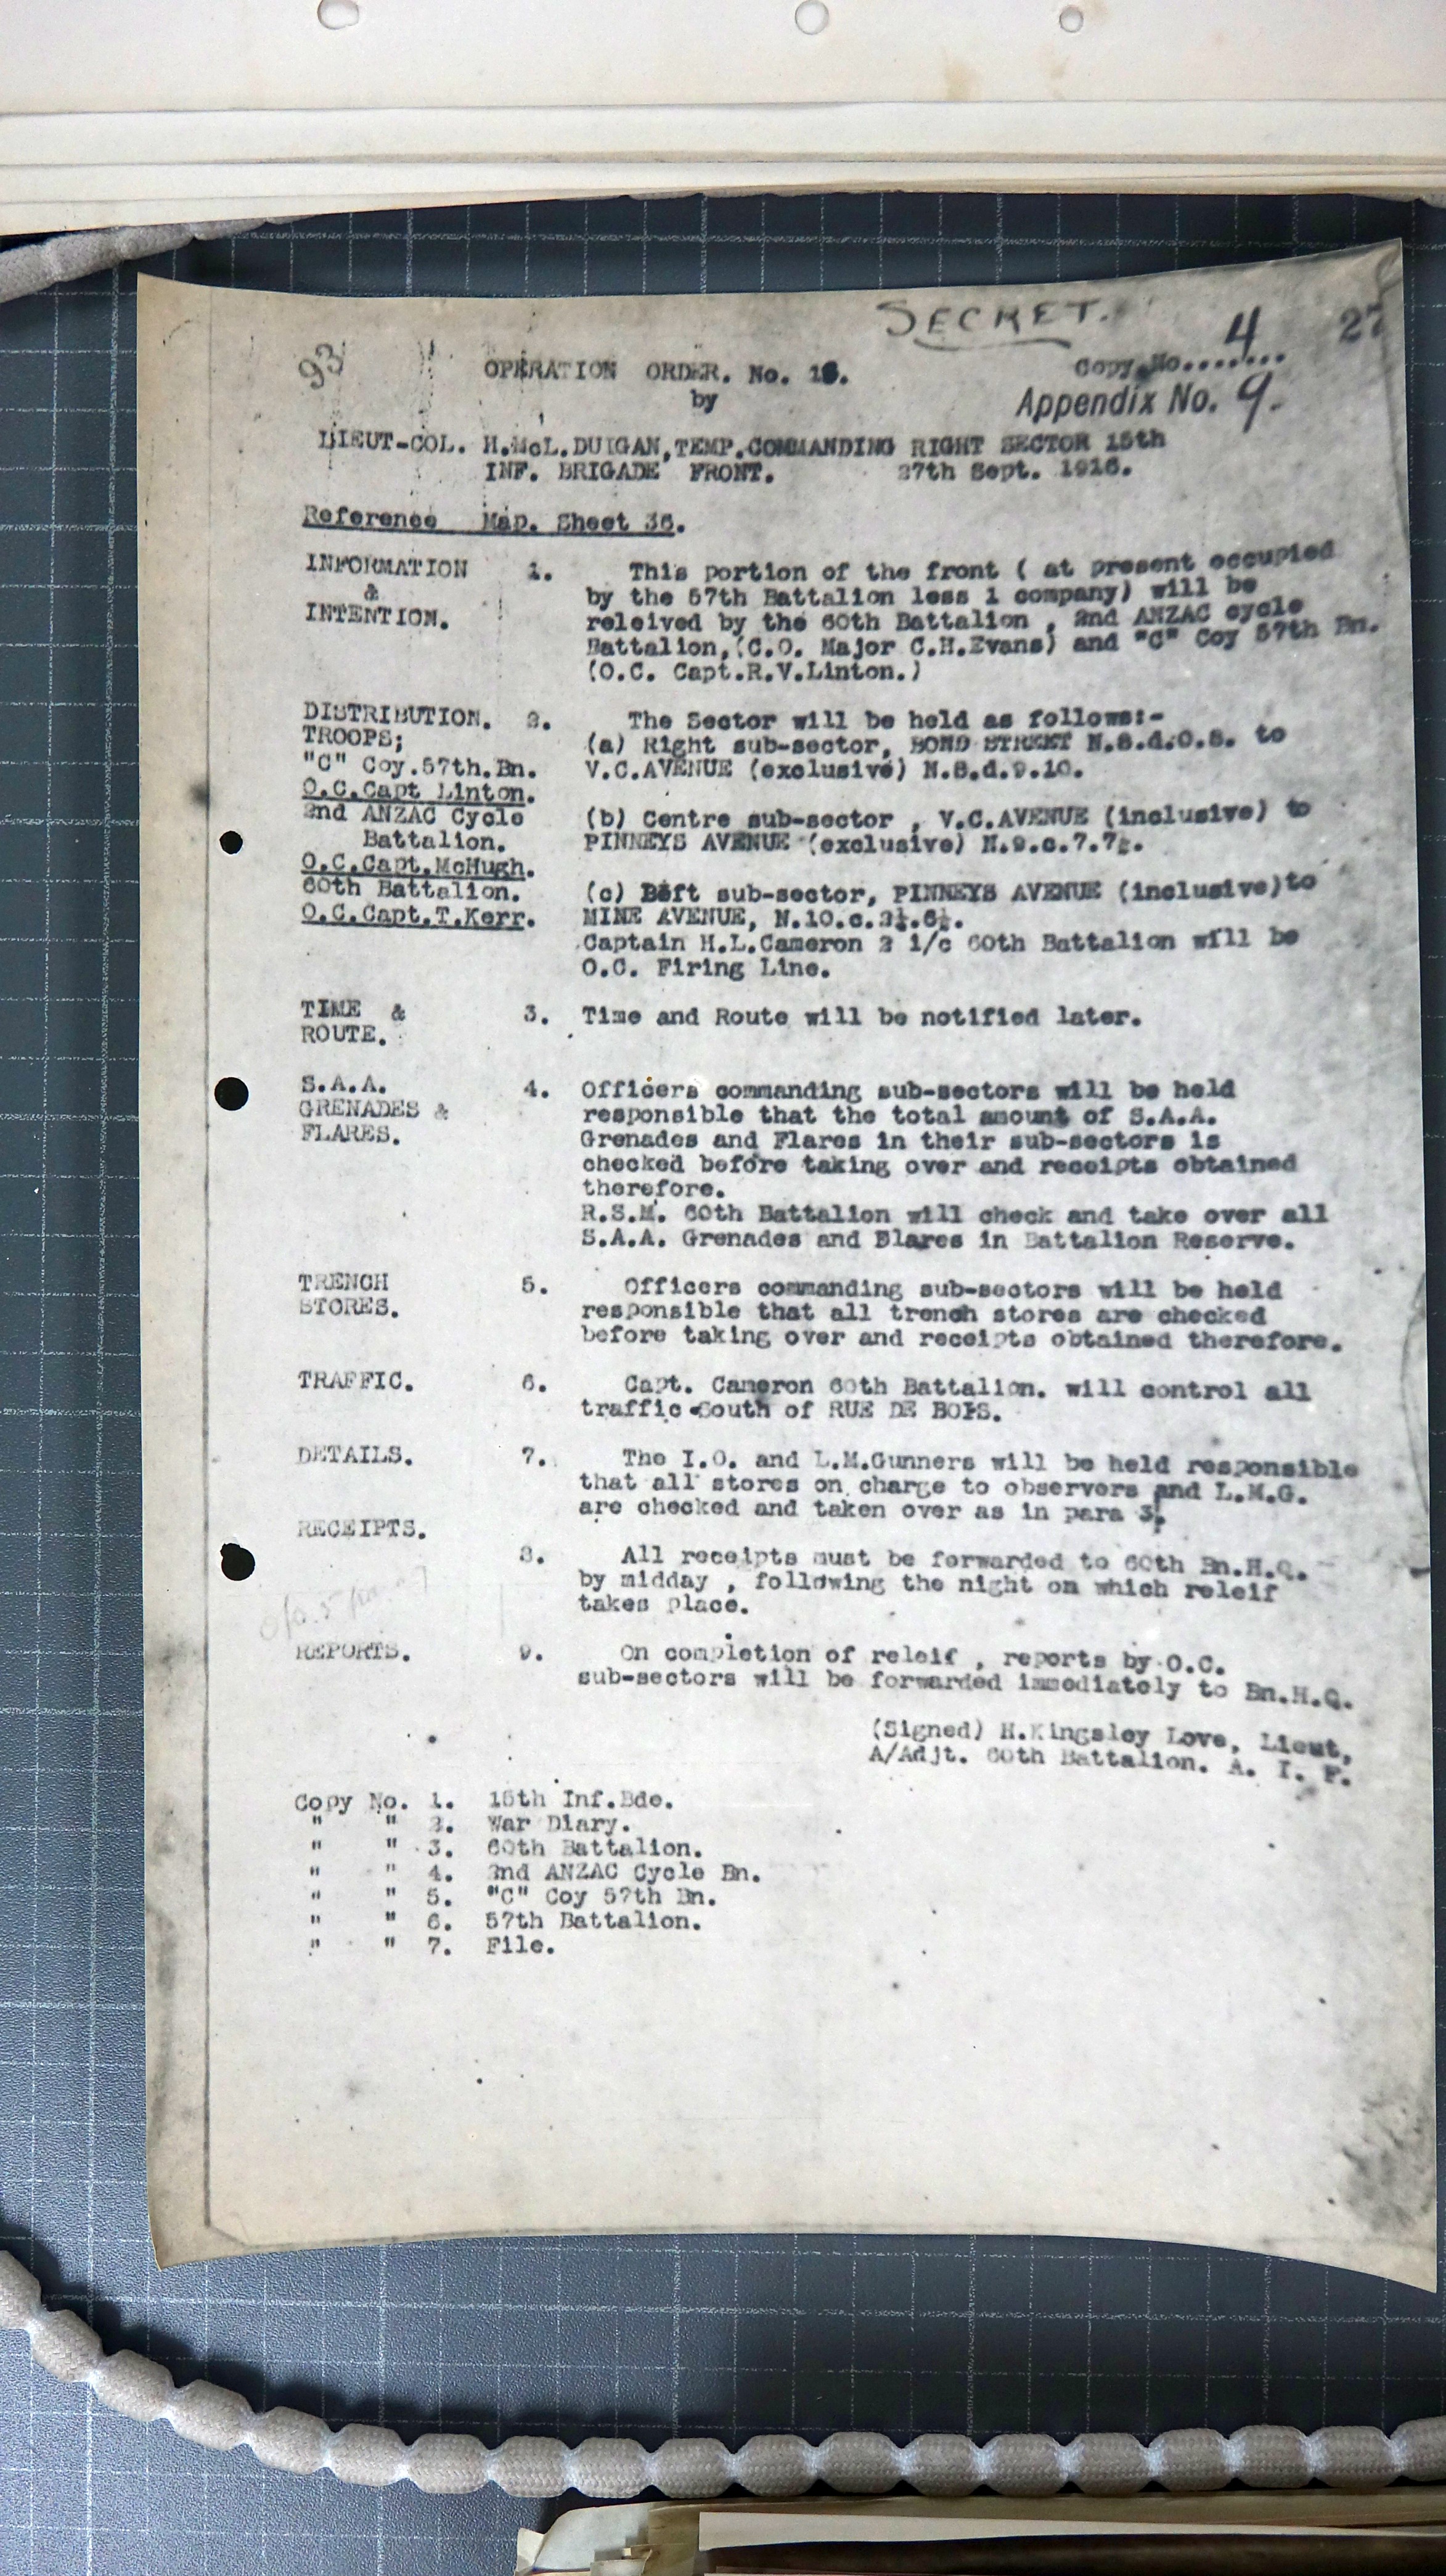 SECRET.
4 27
93 OPERATION ORDER. No. 16. Copy No........
by Appendix No. 9.
LIEUT-COL. H.McL.DUIGAN,TEMP.COMMANDING RIGHT SECTOR 15th
INF. BRIGADE FRONT. 27th Sept. 1916.
Reference Map. Sheet 36.
INFORMATION 1. This portion of the front ( at present occupied
& by the 57th Battalion less 1 company) will be
INTENTION. releived by the 60th Battalion , 2nd ANZAC cycle
Battalion,(C.O. Major C.H.Evans) and "C" Coy 57th Bn.
(O.C. Capt.R.V.Linton.)
DISTRIBUTION. 2. The Sector will be held as follows:-
TROOPS; (a) Right sub-sector, BOND STREET N.8.d.0.8. to
"C" Coy.57th.Bn. V.C.AVENUE (exclusive) N.8.d.9.10.
O.C.Capt Linton.
2nd ANZAC Cycle (b) Centre sub-sector , V.C.AVENUE (inclusive) to
Battalion. PINNEYS AVENUE (exclusive) N.9.c.7.7½.
O.C.Capt.McHugh.
60th Battalion. (c) Left sub-sector, PINNEYS AVENUE (inclusive)to
O.C.Capt.T.Kerr. MINE AVENUE, N.10.c.2½.6½.
Captain H.L.Cameron 2 i/c 60th Battalion will be
O.C. Firing Line.
TIME & 3. Time and Route will be notified later.
ROUTE.
S.A.A. 4. Officers commanding sub-sectors will be held
GRENADES & responsible that the total amount of S.A.A.
FLARES. Grenades and Flares in their sub-sectors is
checked before taking over and receipts obtained
therefore.
R.S.M. 60th Battalion will check and take over all
S.A.A. Grenades and Flares in Battalion Reserve.
TRENCH 5. Officers commanding sub-sectors will be held
STORES. responsible that all trench stores are checked
before taking over and receipts obtained therefore.
TRAFFIC. 6. Capt. Cameron 60th Battalion. will control all
traffic South of RUE DE BOIS.
DETAILS. 7. The I.O. and L.M.Gunners will be held responsible
that all stores on charge to observers and L.M.G.
are checked and taken over as in para 3.
RECEIPTS.
8. All receipts must be forwarded to 60th Bn.H.Q.
by midday , following the night on which releif
takes place.
REPORTS. 9. On completion of releif , reports by O.C.
sub-sectors will be forwarded immediately to Bn.H.Q.
(Signed) H.Kingsley Love, Lieut,
A/Adjt. 60th Battalion. A. I. F.
Copy No. 1. 15th Inf.Bde.
" " 2. War Diary.
" " 3. 60th Battalion.
" " 4. 2nd ANZAC Cycle Bn.
" " 5. "C" Coy 57th Bn.
" " 6. 57th Battalion.
" " 7. File.